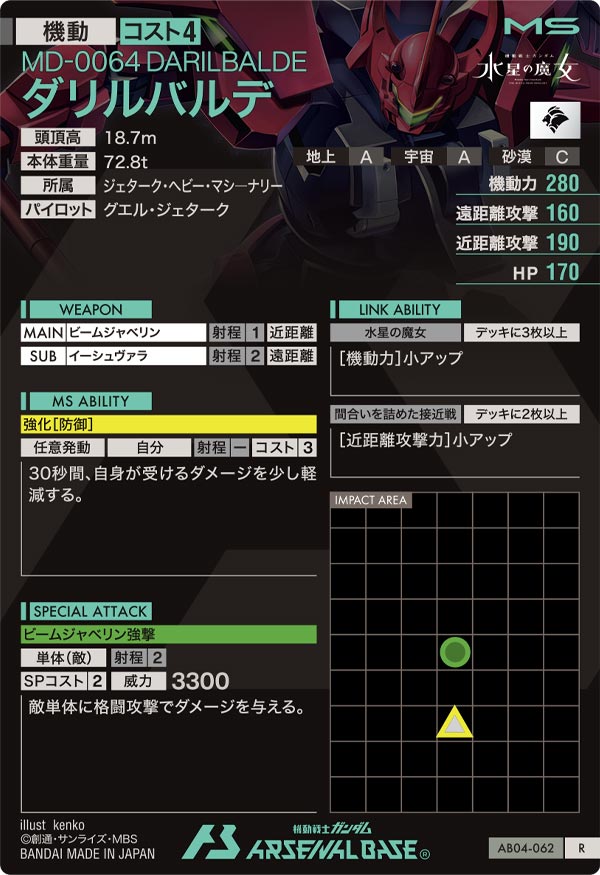 機動 コスト4
MS
MD-0064 DARILBALDE
ダリルバルデ
機動戦士ガンダム
水星の魔女
頭頂高 18.7m
本体重量 72.8t
所属 ジェターク・ヘビー・マシーナリー
パイロット グエル・ジェターク
地上 A 宇宙 A 砂漠 C
機動力 280
遠距離攻撃 160
近距離攻撃 190
HP 170
WEAPON
MAIN ビームジャベリン 射程 1 近距離
SUB イーシュヴァラ 射程 2 遠距離
MS ABILITY
強化[防御]
任意発動 自分 射程 ー コスト 3
30秒間、自身が受けるダメージを少し軽
減する。
SPECIAL ATTACK
ビームジャベリン強撃
単体(敵) 射程 2
SPコスト 2 威力 3300
敵単体に格闘攻撃でダメージを与える。
LINK ABILITY
水星の魔女 デッキに3枚以上
[機動力]小アップ
間合いを詰めた接近戦 デッキに2枚以上
[近距離攻撃力]小アップ
IMPACT AREA
illust kenko
©創通・サンライズ・MBS
BANDAI MADE IN JAPAN
機動戦士ガンダム
AB ARSENAL BASE®
AB04-062 R